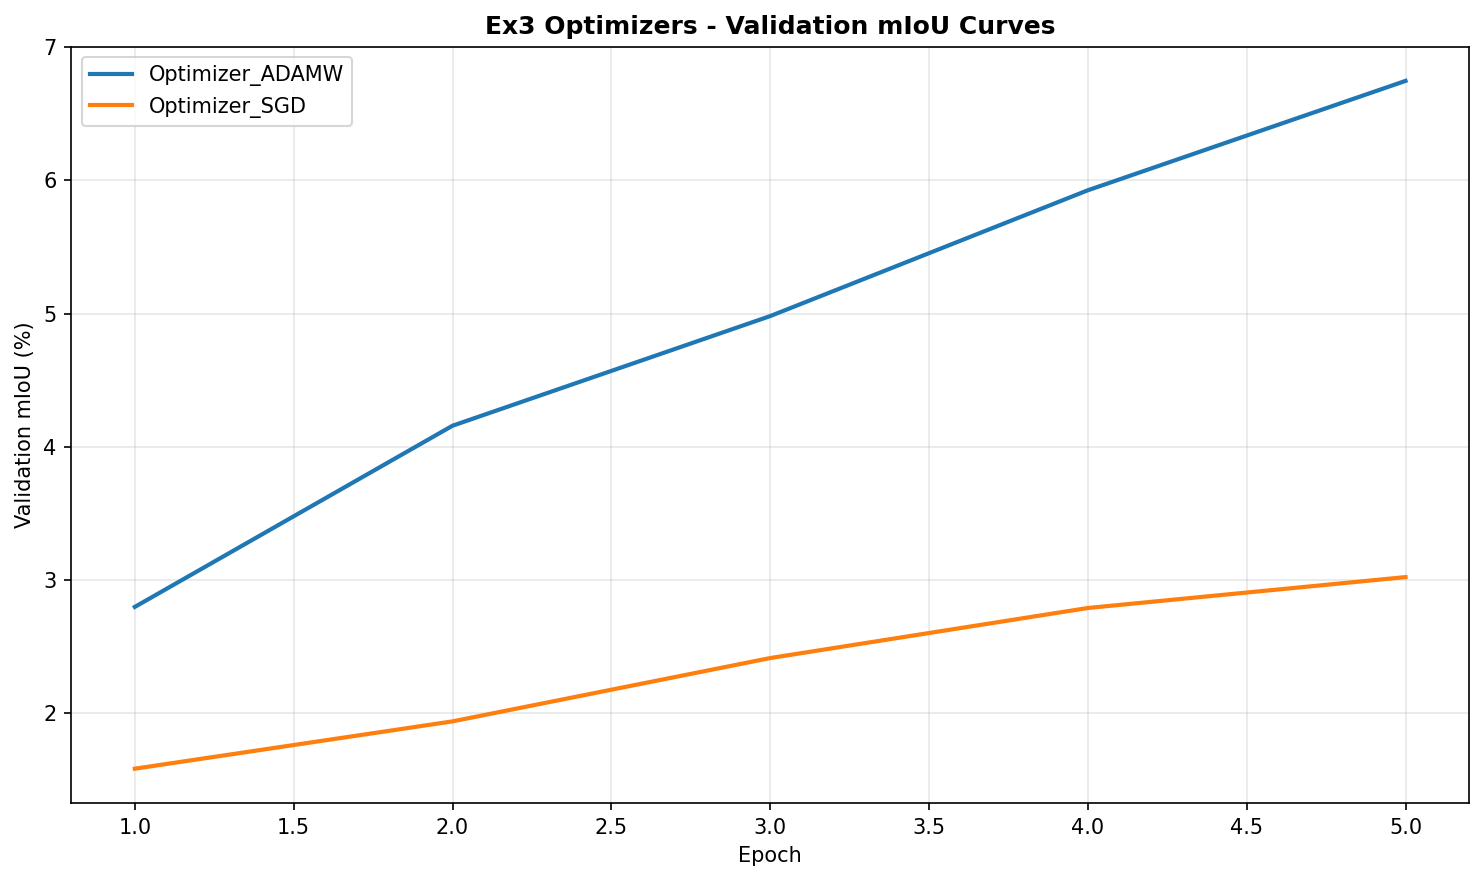 Ex3 Optimizers - Validation mIoU Curves
Optimizer_ADAMW
Optimizer_SGD
Validation mIoU (%)
7
6
5
4
3
2
1.0 1.5 2.0 2.5 3.0 3.5 4.0 4.5 5.0
Epoch